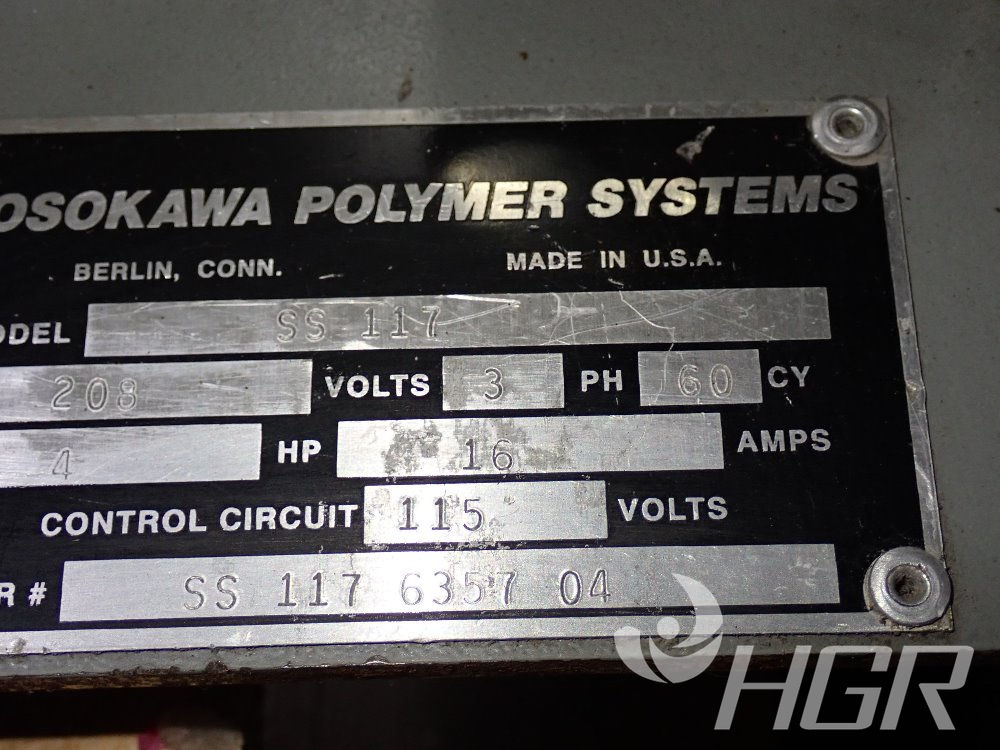 OSOKAWA POLYMER SYSTEMS
BERLIN, CONN. MADE IN U.S.A.
ODEL SS 117
208 VOLTS 3 PH 60 CY
4 HP 16 AMPS
CONTROL CIRCUIT 115 VOLTS
R # SS 117 6357 04
HGR